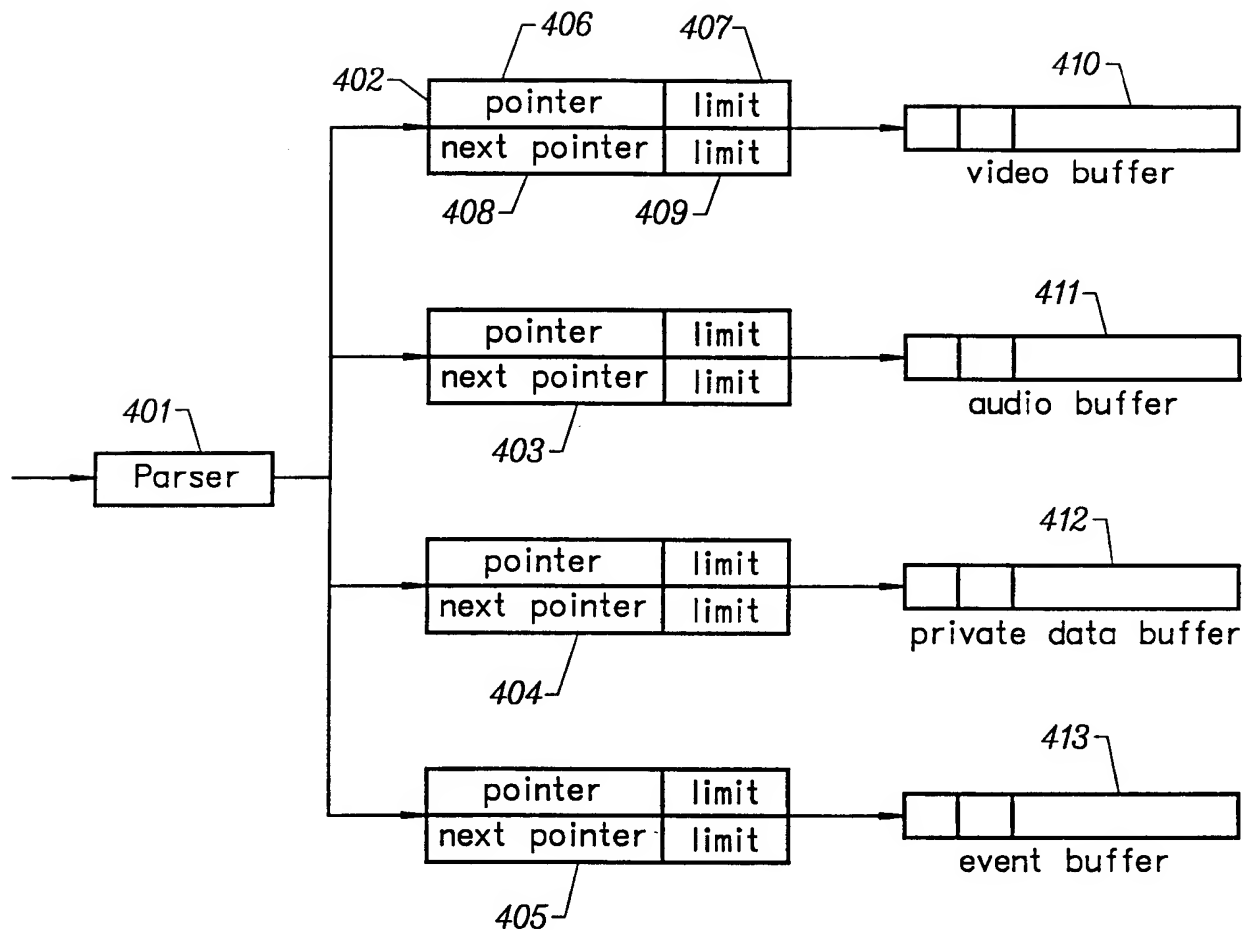 406
407
402
410
pointer limit
next pointer limit
video buffer
408
409
411
pointer limit
next pointer limit
audio buffer
401
403
Parser
412
pointer limit
next pointer limit
private data buffer
404
413
pointer limit
next pointer limit
event buffer
405